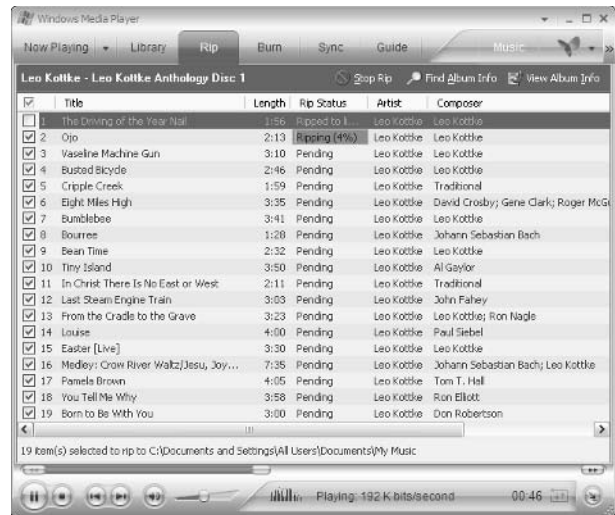 Windows Media Player
Now Playing Library Rip Burn Sync Guide Music
Leo Kottke - Leo Kottke Anthology Disc 1 Stop Rip Find Album Info View Album Info
Title Length Rip Status Artist Composer
1 The Driving of the Year Nail 1:56 Ripped to li... Leo Kottke Leo Kottke
2 Ojo 2:13 Ripping (4%) Leo Kottke Leo Kottke
3 Vaseline Machine Gun 3:10 Pending Leo Kottke Leo Kottke
4 Busted Bicycle 2:46 Pending Leo Kottke Leo Kottke
5 Cripple Creek 1:59 Pending Leo Kottke Traditional
6 Eight Miles High 3:35 Pending Leo Kottke David Crosby; Gene Clark; Roger McGu
7 Bumblebee 3:41 Pending Leo Kottke Leo Kottke
8 Bourree 1:28 Pending Leo Kottke Johann Sebastian Bach
9 Bean Time 2:32 Pending Leo Kottke Leo Kottke
10 Tiny Island 3:50 Pending Leo Kottke Al Gaylor
11 In Christ There Is No East or West 2:11 Pending Leo Kottke Traditional
12 Last Steam Engine Train 3:03 Pending Leo Kottke John Fahey
13 From the Cradle to the Grave 3:23 Pending Leo Kottke Leo Kottke; Ron Nagle
14 Louise 4:00 Pending Leo Kottke Paul Siebel
15 Easter [Live] 3:30 Pending Leo Kottke Leo Kottke
16 Medley: Crow River Waltz/Jesu, Joy... 7:35 Pending Leo Kottke Johann Sebastian Bach; Leo Kottke
17 Pamela Brown 4:05 Pending Leo Kottke Tom T. Hall
18 You Tell Me Why 3:58 Pending Leo Kottke Ron Elliott
19 Born to Be With You 3:00 Pending Leo Kottke Don Robertson
19 item(s) selected to rip to C:\Documents and Settings\All Users\Documents\My Music
Playing: 192 K bits/second 00:46